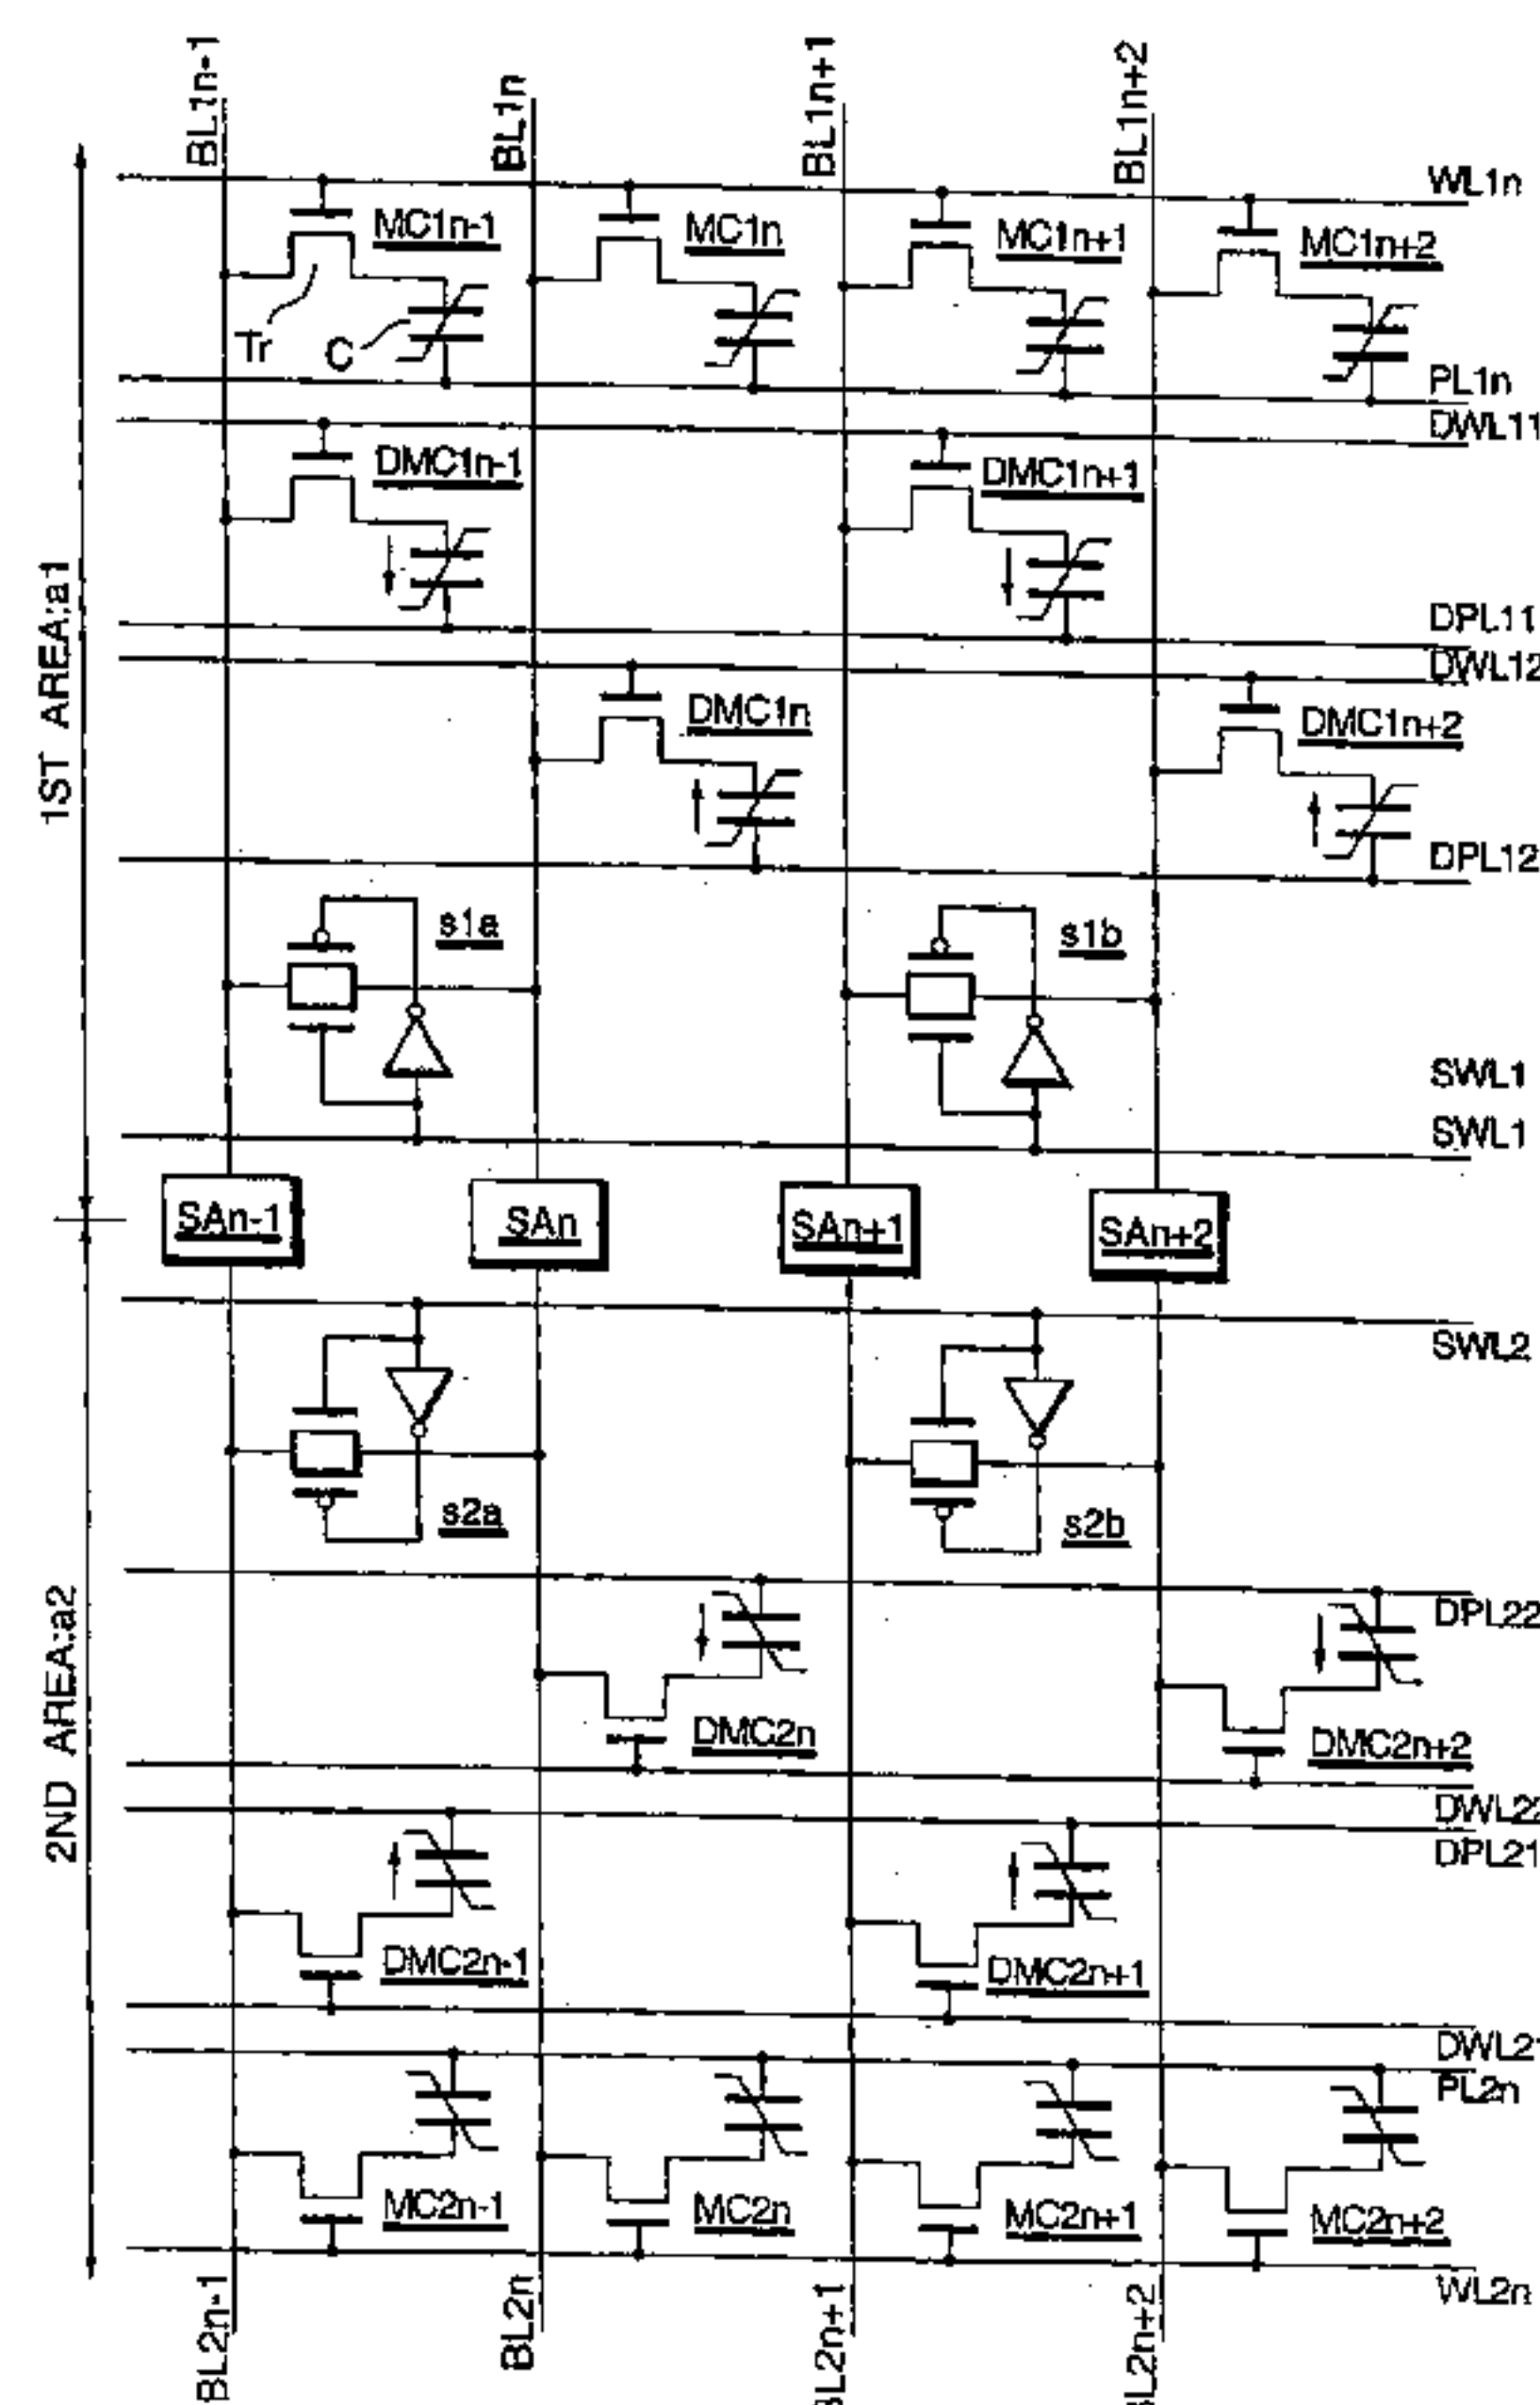 BL1n-1
BL1n
BL1n+1
BL1n+2
WL1n
MC1n-1
MC1n
MC1n+1
MC1n+2
Tr
C
PL1n
DWL11
DMC1n-1
DMC1n+1
1ST AREA:a1
DPL11
DWL12
DMC1n
DMC1n+2
DPL12
s1a
s1b
SWL1
SWL1
SAn-1
SAn
SAn+1
SAn+2
SWL2
s2a
s2b
2ND AREA:a2
DPL22
DMC2n
DMC2n+2
DWL22
DPL21
DMC2n-1
DMC2n+1
DWL21
PL2n
MC2n-1
MC2n
MC2n+1
MC2n+2
WL2n
BL2n-1
BL2n
BL2n+1
BL2n+2